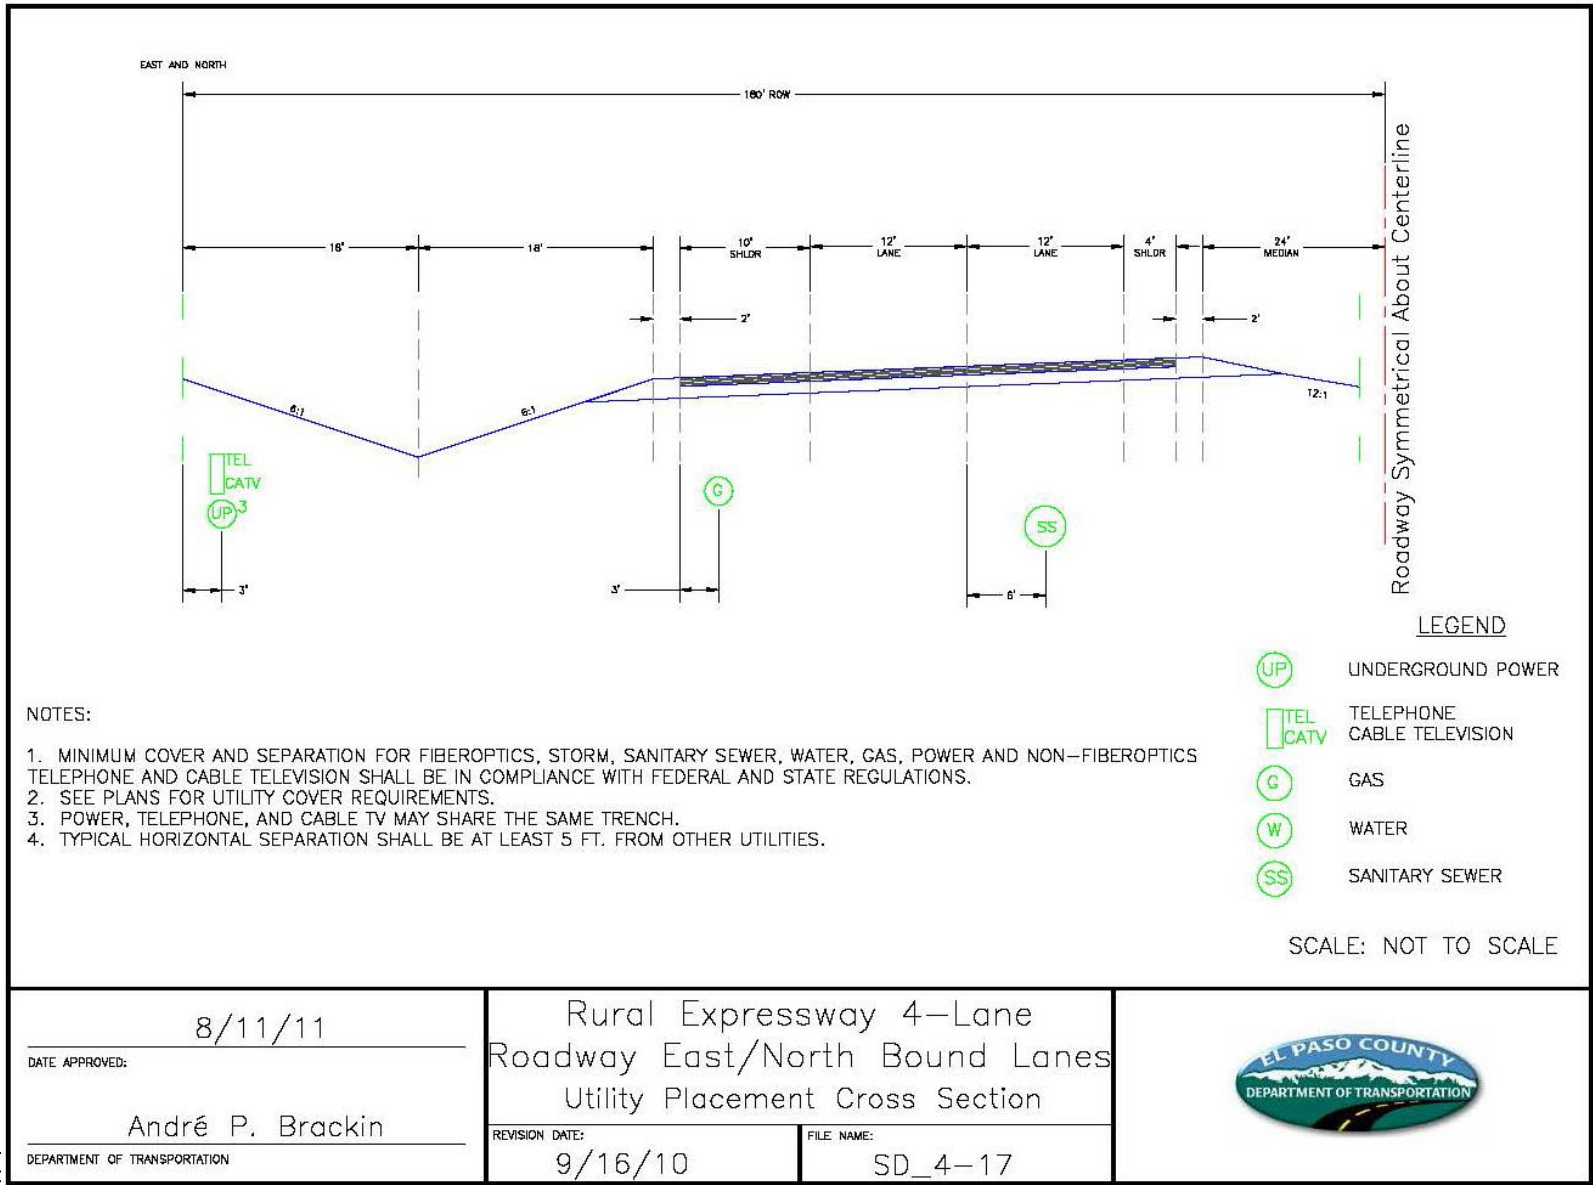 EAST AND NORTH
180' ROW
18'
18'
10'
SHLDR
12'
LANE
12'
LANE
4'
SHLDR
24'
MEDIAN
2'
2'
6:1
6:1
12:1
Roadway Symmetrical About Centerline
TEL
CATV
UP 3
G
SS
3'
3'
6'
LEGEND
UP UNDERGROUND POWER
TEL TELEPHONE
CATV CABLE TELEVISION
G GAS
W WATER
SS SANITARY SEWER
SCALE: NOT TO SCALE
NOTES:
1. MINIMUM COVER AND SEPARATION FOR FIBEROPTICS, STORM, SANITARY SEWER, WATER, GAS, POWER AND NON-FIBEROPTICS
TELEPHONE AND CABLE TELEVISION SHALL BE IN COMPLIANCE WITH FEDERAL AND STATE REGULATIONS.
2. SEE PLANS FOR UTILITY COVER REQUIREMENTS.
3. POWER, TELEPHONE, AND CABLE TV MAY SHARE THE SAME TRENCH.
4. TYPICAL HORIZONTAL SEPARATION SHALL BE AT LEAST 5 FT. FROM OTHER UTILITIES.
8/11/11
DATE APPROVED:
André P. Brackin
DEPARTMENT OF TRANSPORTATION
Rural Expressway 4-Lane
Roadway East/North Bound Lanes
Utility Placement Cross Section
REVISION DATE:
9/16/10
FILE NAME:
SD_4-17
EL PASO COUNTY
DEPARTMENT OF TRANSPORTATION